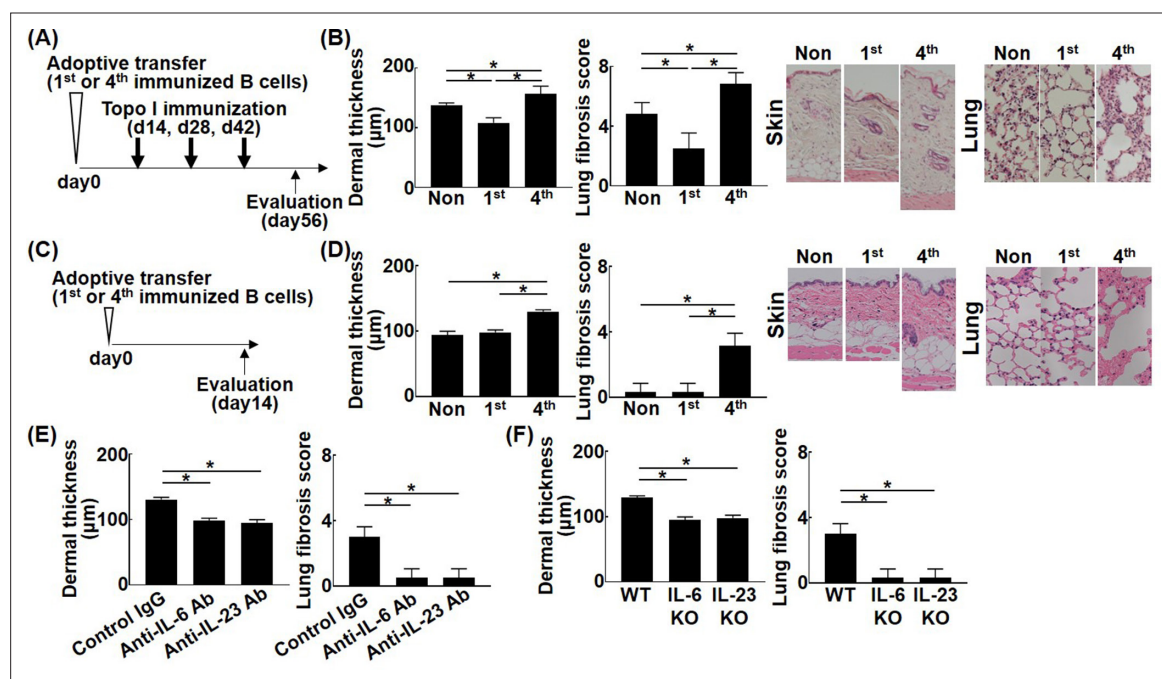 (A)
Adoptive transfer
(1st or 4th immunized B cells)
Topo I immunization
(d14, d28, d42)
day0
Evaluation
(day56)
(B)
Dermal thickness
(μm)
200
100
0
*
*
*
Non 1st 4th
Lung fibrosis score
8
4
0
*
*
*
Non 1st 4th
Skin
Non 1st 4th
Lung
Non 1st 4th
(C)
Adoptive transfer
(1st or 4th immunized B cells)
day0
Evaluation
(day14)
(D)
Dermal thickness
(μm)
200
100
0
*
*
Non 1st 4th
Lung fibrosis score
8
4
0
*
*
Non 1st 4th
Skin
Non 1st 4th
Lung
Non 1st 4th
(E)
Dermal thickness
(μm)
200
100
0
*
*
Control IgG
Anti-IL-6 Ab
Anti-IL-23 Ab
Lung fibrosis score
8
4
0
*
*
Control IgG
Anti-IL-6 Ab
Anti-IL-23 Ab
(F)
Dermal thickness
(μm)
200
100
0
*
*
WT IL-6 IL-23
KO KO
Lung fibrosis score
8
4
0
*
*
WT IL-6 IL-23
KO KO